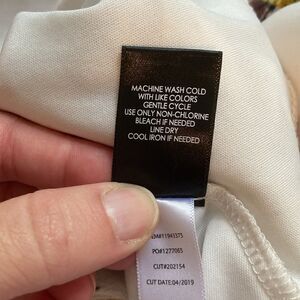 MACHINE WASH COLD
WITH LIKE COLORS
GENTLE CYCLE
USE ONLY NON-CHLORINE
BLEACH IF NEEDED
LINE DRY
COOL IRON IF NEEDED
PO#1277065
CUT#202154
CUT DATE:04/2019